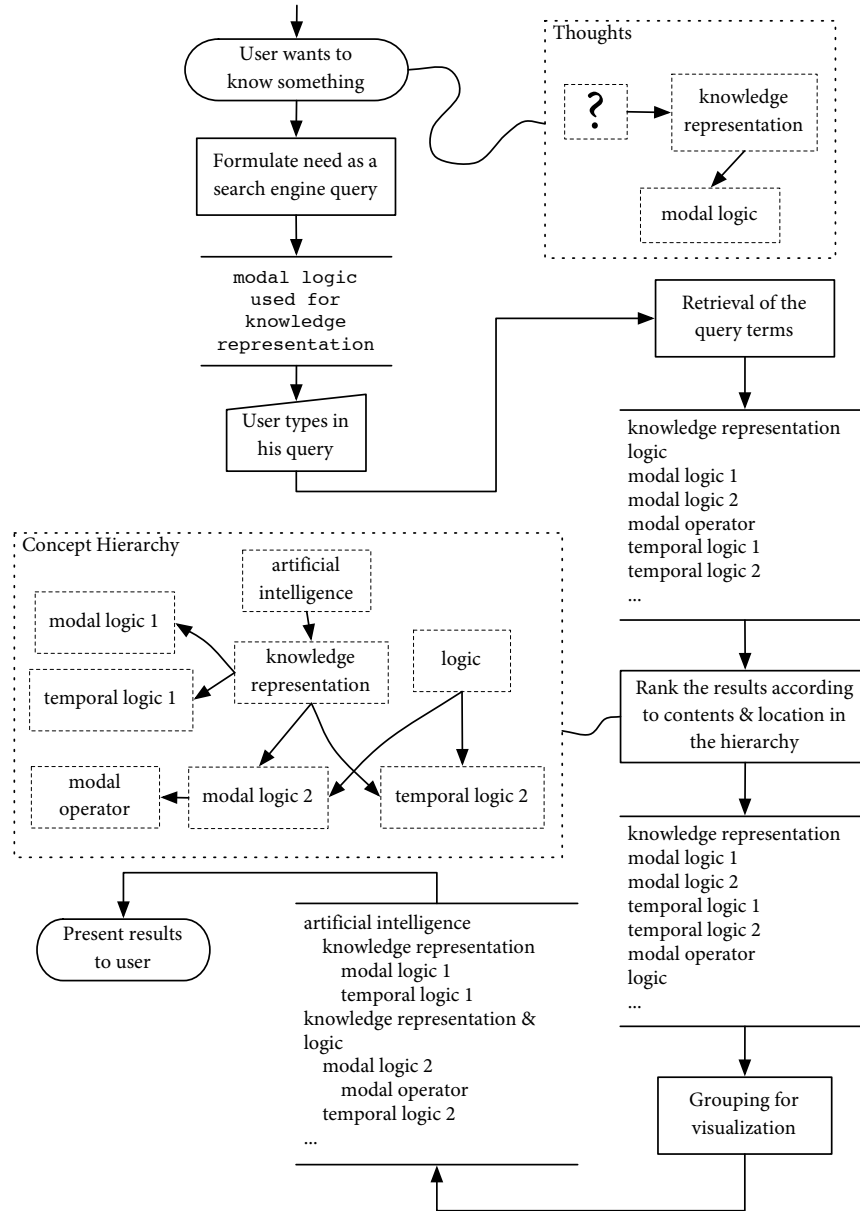 User wants to
know something
Thoughts
?
knowledge
representation
modal logic
Formulate need as a
search engine query
modal logic
used for
knowledge
representation
User types in
his query
Retrieval of the
query terms
knowledge representation
logic
modal logic 1
modal logic 2
modal operator
temporal logic 1
temporal logic 2
...
Concept Hierarchy
artificial
intelligence
modal logic 1
knowledge
representation
logic
temporal logic 1
modal
operator
modal logic 2
temporal logic 2
Rank the results according
to contents & location in
the hierarchy
knowledge representation
modal logic 1
modal logic 2
temporal logic 1
temporal logic 2
modal operator
logic
...
Grouping for
visualization
artificial intelligence
knowledge representation
modal logic 1
temporal logic 1
knowledge representation &
logic
modal logic 2
modal operator
temporal logic 2
...
Present results
to user